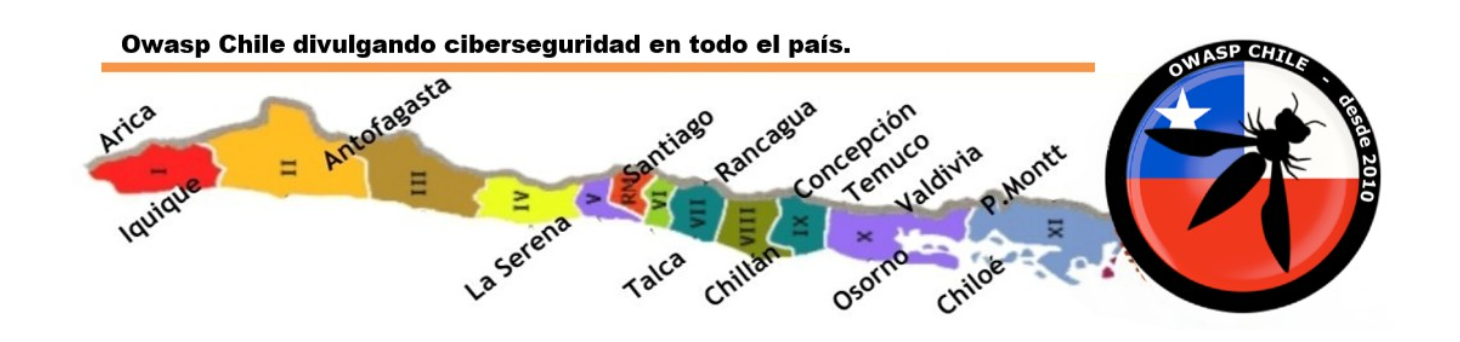 Owasp Chile divulgando ciberseguridad en todo el país.
OWASP CHILE - desde 2010
Arica
Antofagasta
Santiago
Rancagua
Concepción
Temuco
Valdivia
P.Montt
I
II
III
IV
V
RM
VI
VII
VIII
IX
X
XI
Iquique
La Serena
Talca
Chillán
Osorno
Chiloé